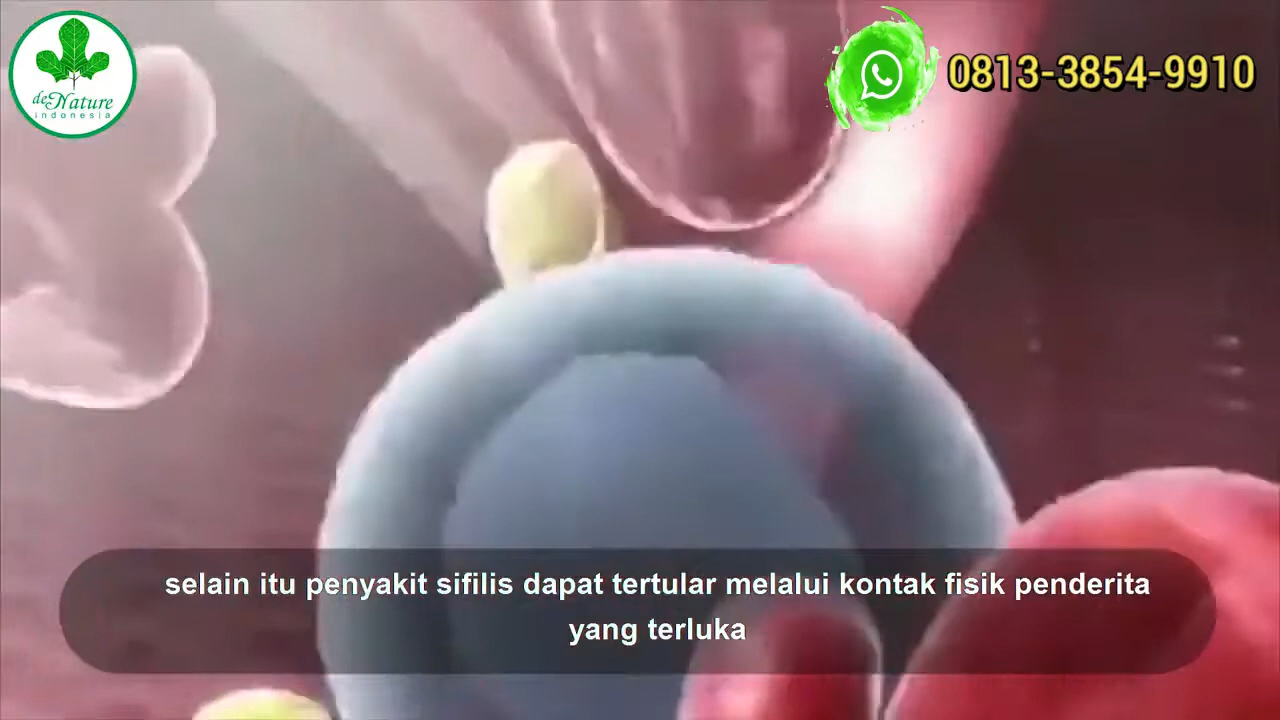 deNature
indonesia
0813-3854-9910
selain itu penyakit sifilis dapat tertular melalui kontak fisik penderita
yang terluka